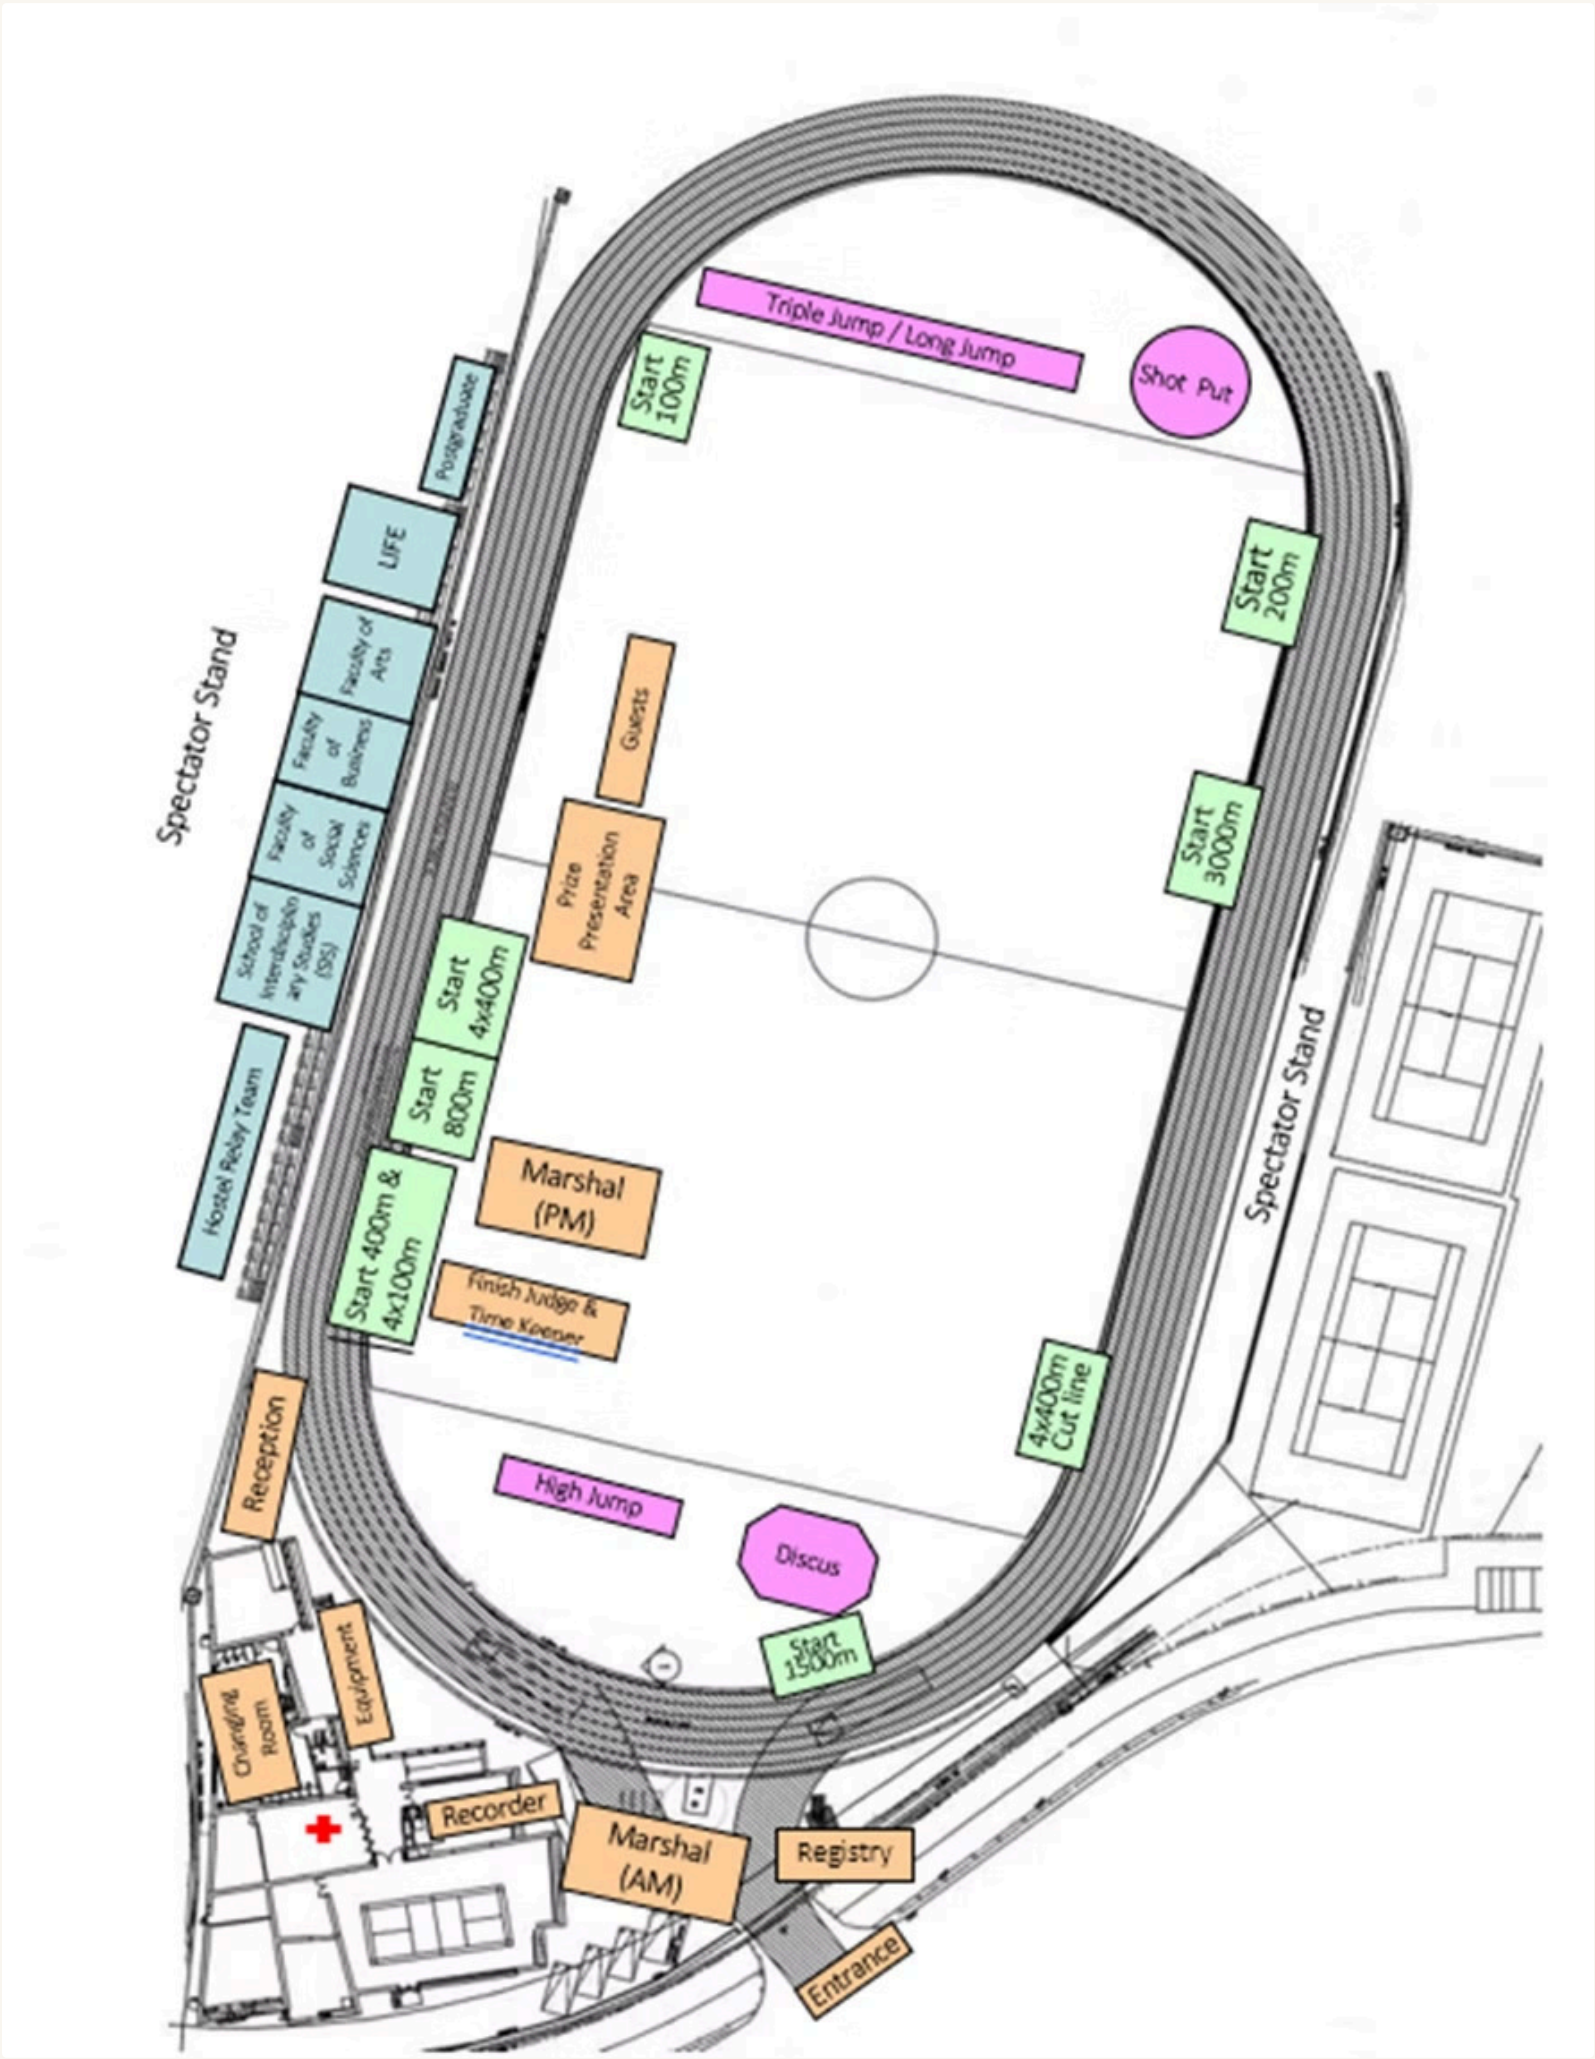 Triple Jump / Long Jump
Shot Put
Start
100m
Postgraduate
LIFE
Start
200m
Faculty of
Arts
Spectator Stand
Guests
Faculty
of
Business
Start
3000m
Faculty
of
Social
Sciences
Prize
Presentation
Area
School of
Interdisciplin
ary Studies
(SIS)
Start
4x400m
Start
800m
Spectator Stand
Hostel Relay Team
Marshal
(PM)
Start 400m &
4x100m
Finish Judge &
Time Keeper
4x400m
Cut line
Reception
High Jump
Discus
Start
1500m
Equipment
Changing
Room
Recorder
Marshal
(AM)
Registry
Entrance